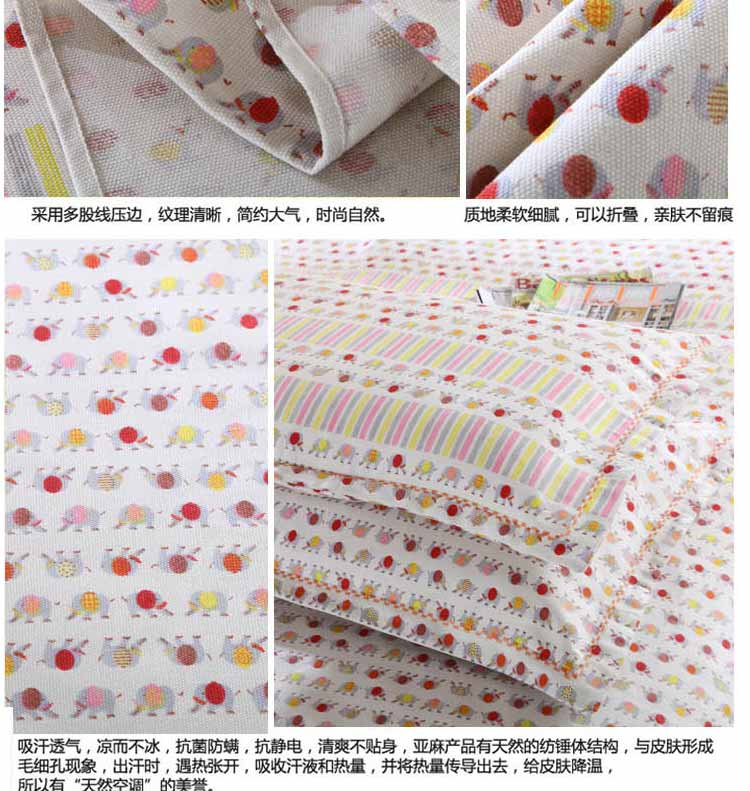 采用多股线压边，纹理清晰，简约大气，时尚自然。
质地柔软细腻，可以折叠，亲肤不留痕
吸汗透气，凉而不冰，抗菌防螨，抗静电，清爽不贴身，亚麻产品有天然的纺锤体结构，与皮肤形成
毛细孔现象，出汗时，遇热张开，吸收汗液和热量，并将热量传导出去，给皮肤降温，
所以有“天然空调”的美誉。